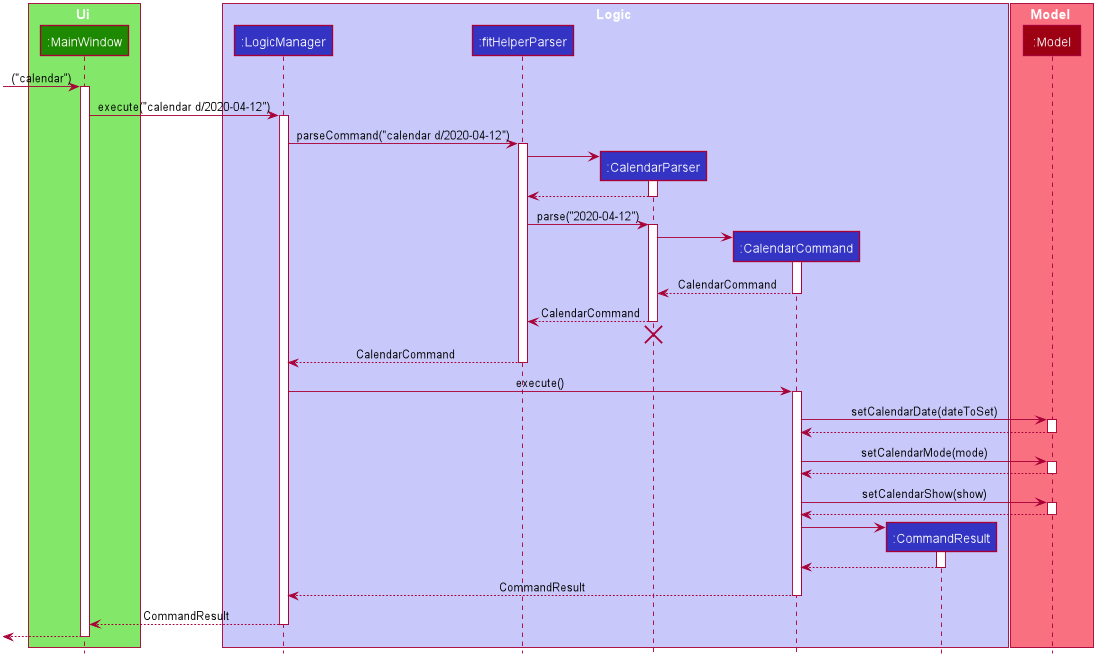 Ui
Logic
Model
:MainWindow
:LogicManager
:fitHelperParser
:Model
("calendar")
execute("calendar d/2020-04-12")
parseCommand("calendar d/2020-04-12")
:CalendarParser
parse("2020-04-12")
:CalendarCommand
CalendarCommand
CalendarCommand
CalendarCommand
execute()
setCalendarDate(dateToSet)
setCalendarMode(mode)
setCalendarShow(show)
:CommandResult
CommandResult
CommandResult